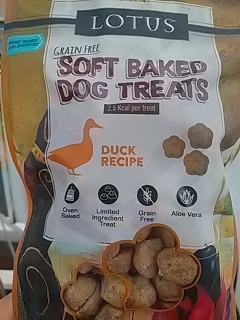 LOTUS
GRAIN FREE
SOFT BAKED
DOG TREATS
2.5 Kcal per treat
DUCK
RECIPE
Oven
Baked
Limited
Ingredient
Treat
Grain
Free
Aloe Vera